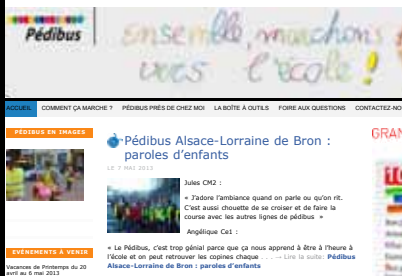 Pédibus
ensemble, marchons
vers l'école !
ACCUEIL COMMENT ÇA MARCHE ? PÉDIBUS PRÈS DE CHEZ MOI LA BOÎTE À OUTILS FOIRE AUX QUESTIONS CONTACTEZ-NO
PÉDIBUS EN IMAGES
Pédibus Alsace-Lorraine de Bron :
paroles d'enfants
LE 7 MAI 2013
Jules CM2 :
« J'adore l'ambiance quand on parle ou qu'on rit.
C'est aussi chouette de se croiser et de faire la
course avec les autres lignes de pédibus »
Angélique Ce1 :
« Le Pédibus, c'est trop génial parce que ça nous apprend à être à l'heure à
l'école et on peut retrouver les copines chaque . . . → Lire la suite: Pédibus
Alsace-Lorraine de Bron : paroles d'enfants
EVÉNEMENTS À VENIR
Vacances de Printemps du 20
avril au 6 mai 2013
GRAN